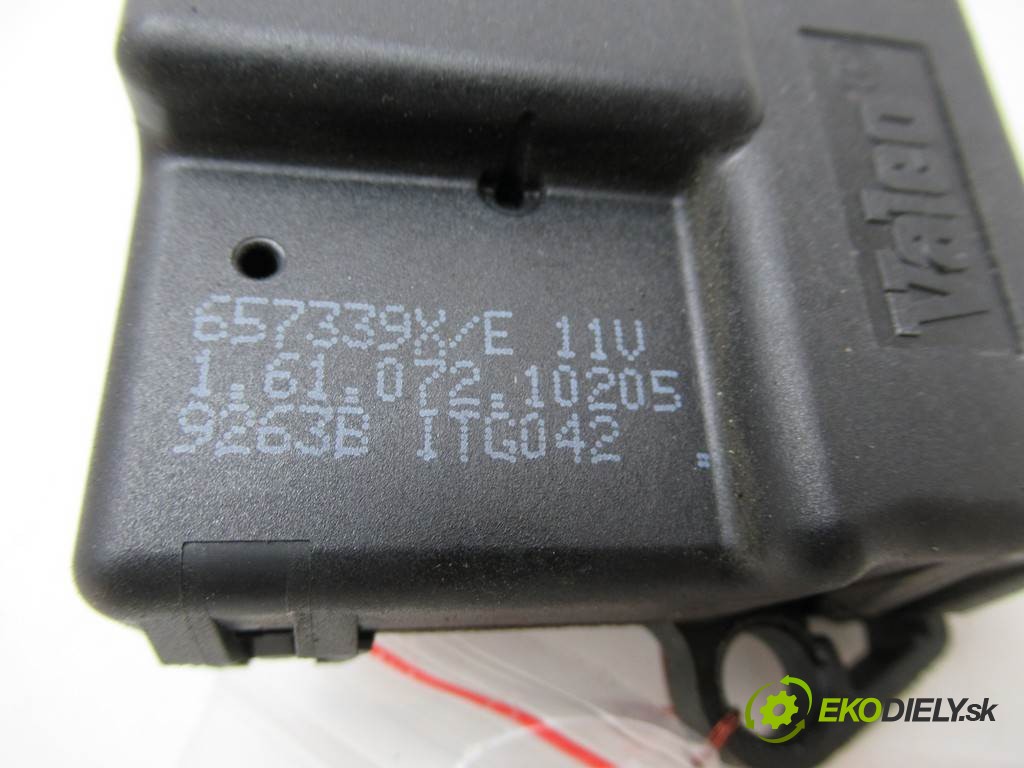 657339X/E 11V
1.61.072.10205
9263B ITG042
valeo
EKODIELY.sk